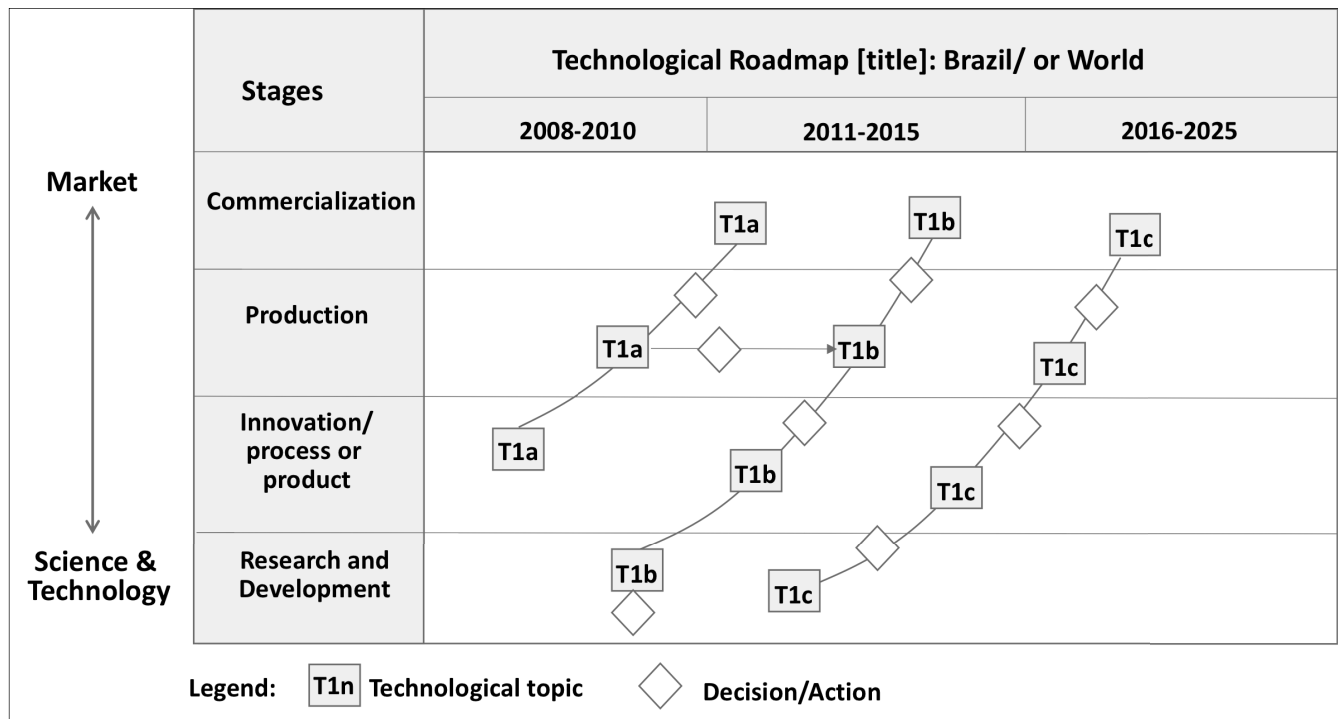 Technological Roadmap [title]: Brazil/ or World
Stages
2008-2010
2011-2015
2016-2025
Market
Commercialization
T1a
T1b
T1c
Production
T1a
T1b
T1c
Innovation/
process or
product
T1a
T1b
T1c
Science &
Technology
Research and
Development
T1b
T1c
Legend:
T1n
Technological topic
Decision/Action